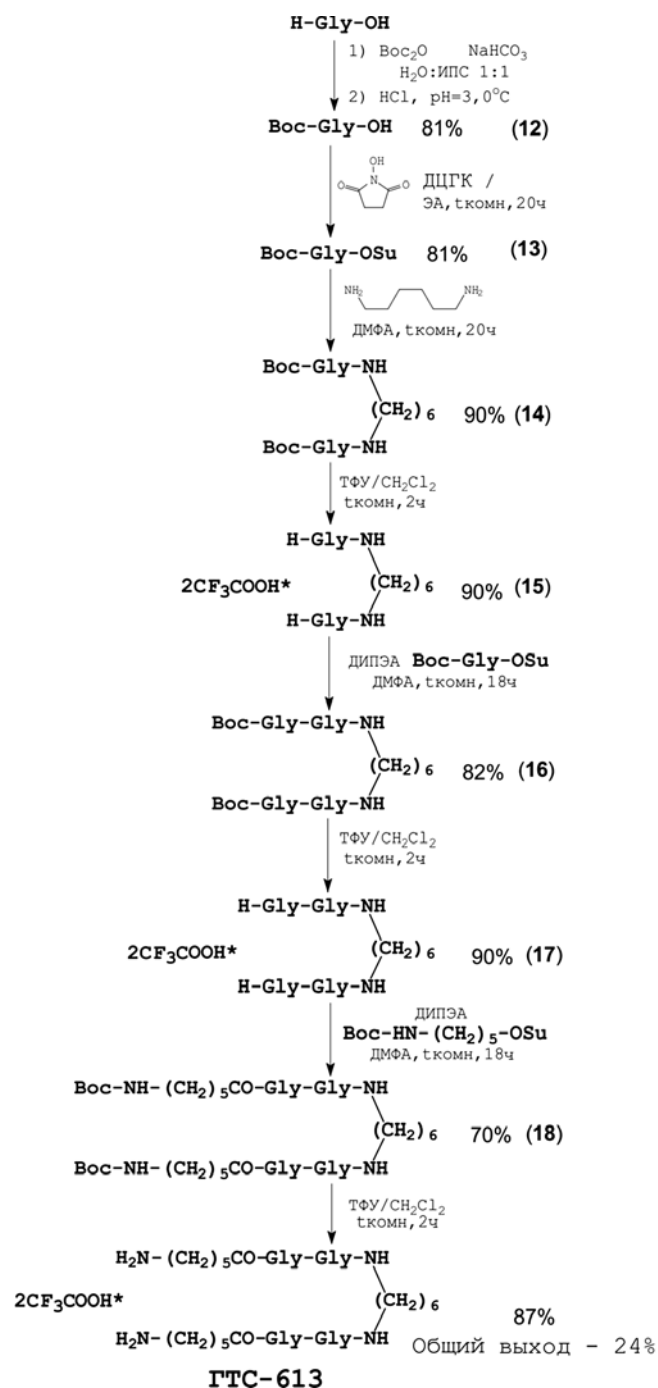 H-Gly-OH
1) Boc₂O NaHCO₃
H₂O:ИПС 1:1
2) HCl, pH=3,0°C
Boc-Gly-OH 81% (12)
OH
N
O O
ДЦГК /
ЭА,tкомн,20ч
Boc-Gly-OSu 81% (13)
NH₂ NH₂
ДМФА,tкомн,20ч
Boc-Gly-NH
(CH₂)₆ 90% (14)
Boc-Gly-NH
ТФУ/CH₂Cl₂
tкомн,2ч
H-Gly-NH
2CF₃COOH* (CH₂)₆ 90% (15)
H-Gly-NH
ДИПЭА Boc-Gly-OSu
ДМФА,tкомн,18ч
Boc-Gly-Gly-NH
(CH₂)₆ 82% (16)
Boc-Gly-Gly-NH
ТФУ/CH₂Cl₂
tкомн,2ч
H-Gly-Gly-NH
2CF₃COOH* (CH₂)₆ 90% (17)
H-Gly-Gly-NH
ДИПЭА
Boc-HN-(CH₂)₅-OSu
ДМФА,tкомн,18ч
Boc-NH-(CH₂)₅CO-Gly-Gly-NH
(CH₂)₆ 70% (18)
Boc-NH-(CH₂)₅CO-Gly-Gly-NH
ТФУ/CH₂Cl₂
tкомн,2ч
H₂N-(CH₂)₅CO-Gly-Gly-NH
2CF₃COOH* (CH₂)₆ 87%
H₂N-(CH₂)₅CO-Gly-Gly-NH Общий выход - 24%
ГТС-613